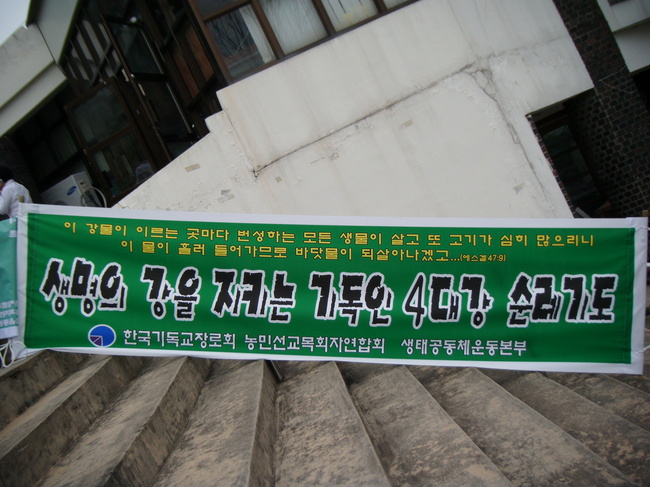 이 강물이 이르는 곳마다 번성하는 모든 생물이 살고 또 고기가 심히 많으리니
이 물이 흘러 들어가므로 바닷물이 되살아나겠고...(에스겔47:9)
생명의 강을 지키는 기독인 4대강 순례기도
한국기독교장로회 농민선교목회자연합회 생태공동체운동본부